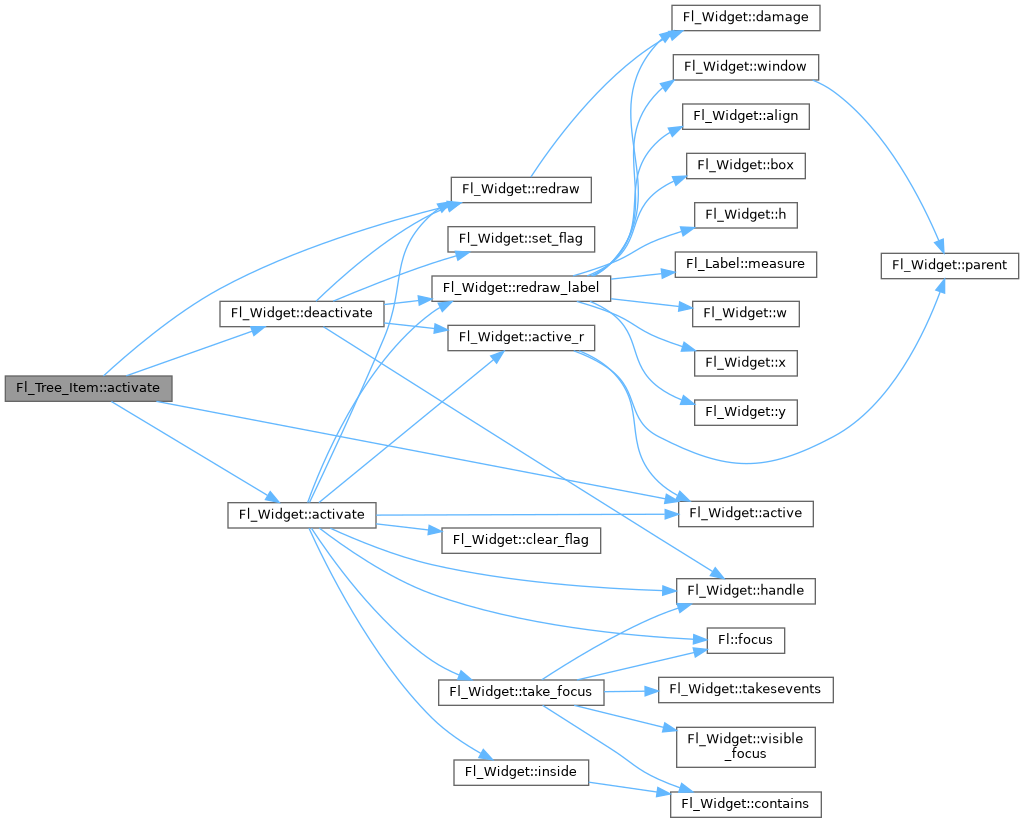 Fl_Widget::damage
Fl_Widget::window
Fl_Widget::align
Fl_Widget::box
Fl_Widget::redraw
Fl_Widget::h
Fl_Widget::set_flag
Fl_Label::measure
Fl_Widget::parent
Fl_Widget::redraw_label
Fl_Widget::deactivate
Fl_Widget::w
Fl_Widget::active_r
Fl_Widget::x
Fl_Tree_Item::activate
Fl_Widget::y
Fl_Widget::activate
Fl_Widget::active
Fl_Widget::clear_flag
Fl_Widget::handle
Fl::focus
Fl_Widget::take_focus
Fl_Widget::takesevents
Fl_Widget::visible
_focus
Fl_Widget::inside
Fl_Widget::contains